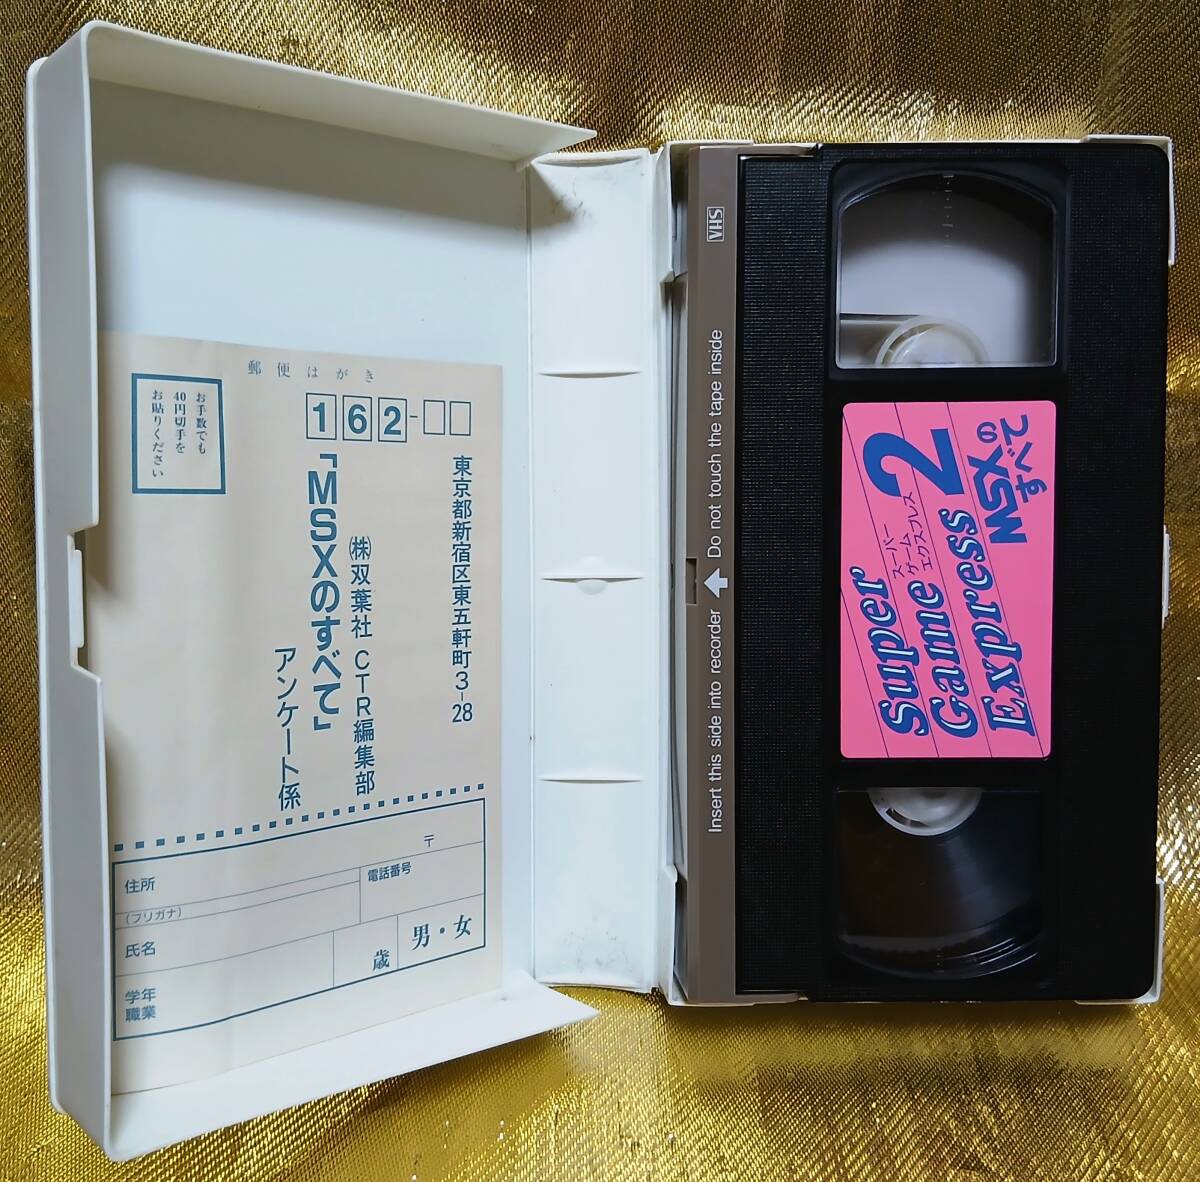 郵便はがき
お手数でも
40円切手を
お貼りください
162-
東京都新宿区東五軒町3-28
㈱双葉社 CTR編集部
「MSXのすべて」
アンケート係
〒
住所
電話番号
(フリガナ)
氏名
歳
男・女
学年
職業
VHS
Insert this side into recorder Do not touch the tape inside
Super
Game
Express
2
スーパー
ゲーム
エクスプレス
MSXの
すべて